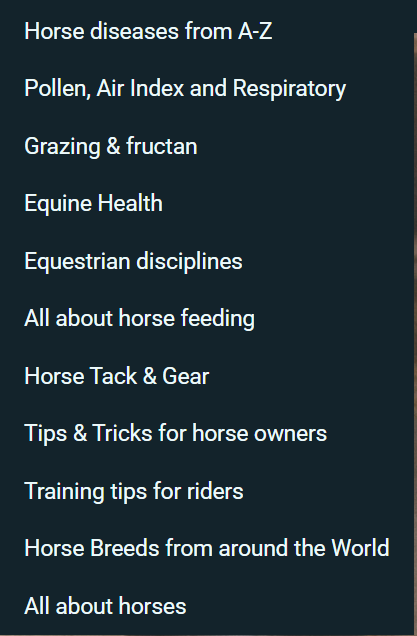 Horse diseases from A-Z
Pollen, Air Index and Respiratory
Grazing & fructan
Equine Health
Equestrian disciplines
All about horse feeding
Horse Tack & Gear
Tips & Tricks for horse owners
Training tips for riders
Horse Breeds from around the World
All about horses